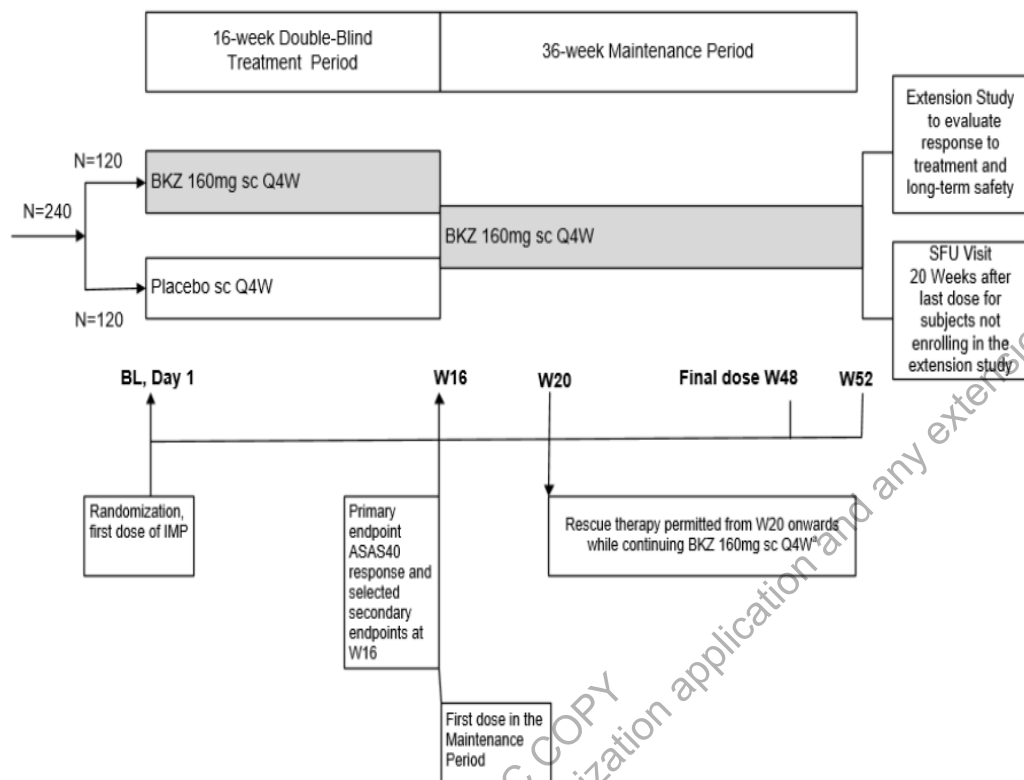 16-week Double-Blind
Treatment Period
36-week Maintenance Period
Extension Study
to evaluate
response to
treatment and
long-term safety
N=120
BKZ 160mg sc Q4W
N=240
BKZ 160mg sc Q4W
Placebo sc Q4W
N=120
SFU Visit
20 Weeks after
last dose for
subjects not
enrolling in the
extension study
BL, Day 1
W16
W20
Final dose W48
W52
Randomization,
first dose of IMP
Primary
endpoint
ASAS40
response and
selected
secondary
endpoints at
W16
Rescue therapy permitted from W20 onwards
while continuing BKZ 160mg sc Q4Wa
First dose in the
Maintenance
Period
C COPY
ization application and any extension